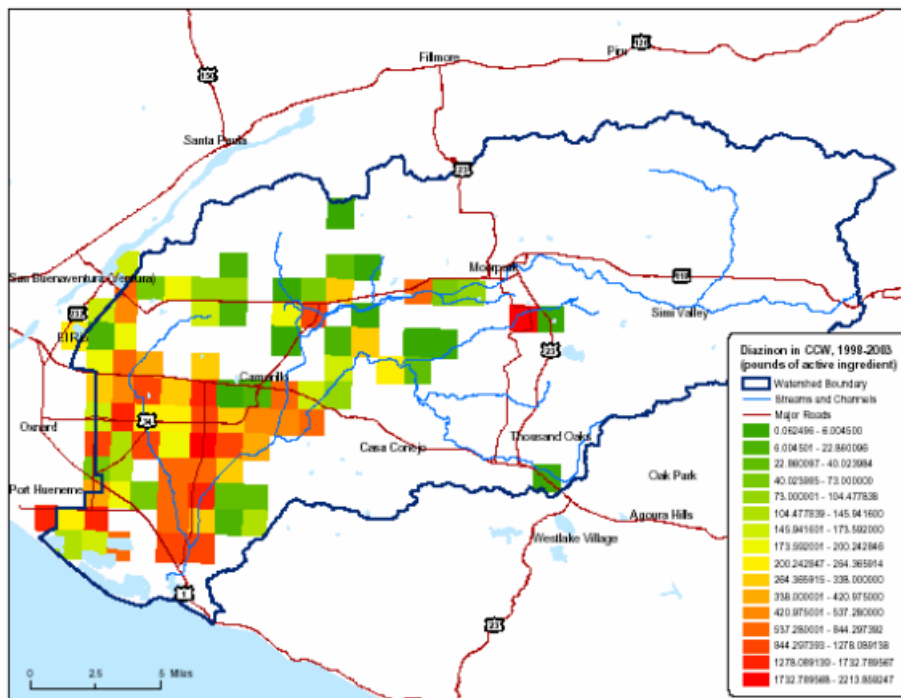 Fillmore
Piru
126
150
Santa Paula
23
Moorpark
San Buenaventura (Ventura)
118
232
Simi Valley
El Rio
23
Camarillo
Oxnard
34
Thousand Oaks
Casa Conejo
Oak Park
Port Hueneme
Agoura Hills
Westlake Village
1
23
0 2.5 5 Miles
Diazinon in CCW, 1998-2003
(pounds of active ingredient)
Watershed Boundary
Streams and Channels
Major Roads
0.062496 - 6.004500
6.004501 - 22.860096
22.860097 - 40.023984
40.023985 - 73.000000
73.000001 - 104.477838
104.477839 - 145.941600
145.941601 - 173.592000
173.592001 - 200.242846
200.242847 - 264.365914
264.365915 - 338.000000
338.000001 - 420.975000
420.975001 - 537.280000
537.280001 - 844.297392
844.297393 - 1278.089138
1278.089139 - 1732.789567
1732.789568 - 2213.859247